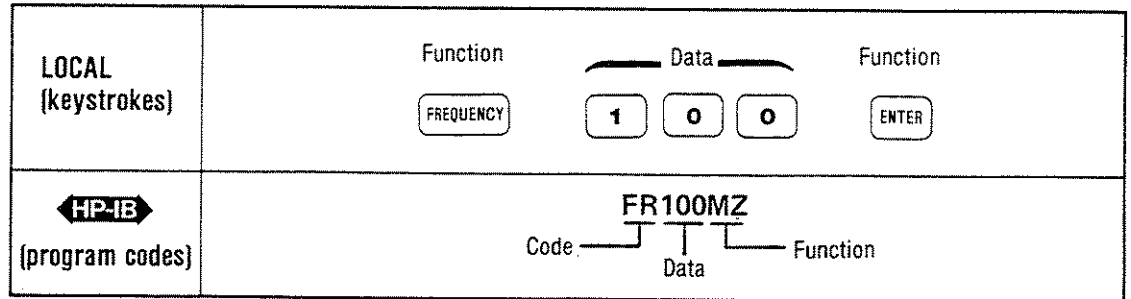 LOCAL
(keystrokes)
Function Data Function
FREQUENCY 1 0 0 ENTER
HP-IB
(program codes)
FR100MZ
Code Function
Data